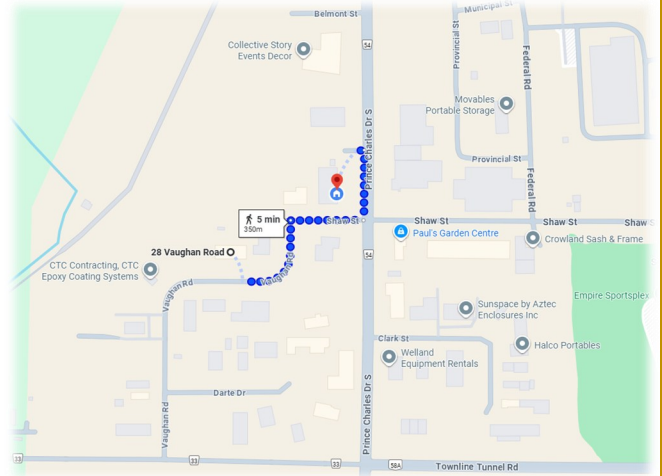 Belmont St
Municipal St
54
Collective Story
Events Decor
Provincial St
Federal Rd
Movables
Portable Storage
Prince Charles Dr S
Provincial St
Federal Rd
5 min
350m
Shaw St
Shaw St
Shaw St
Shaw S
Paul's Garden Centre
Crowland Sash & Frame
28 Vaughan Road
54
CTC Contracting, CTC
Epoxy Coating Systems
Vaughan Rd
Vaughan Rd
Empire Sportsplex
Sunspace by Aztec
Enclosures Inc
Clark St
Halco Portables
Welland
Equipment Rentals
Darte Dr
Prince Charles Dr S
Vaughan Rd
33
33
33
58A
Townline Tunnel Rd